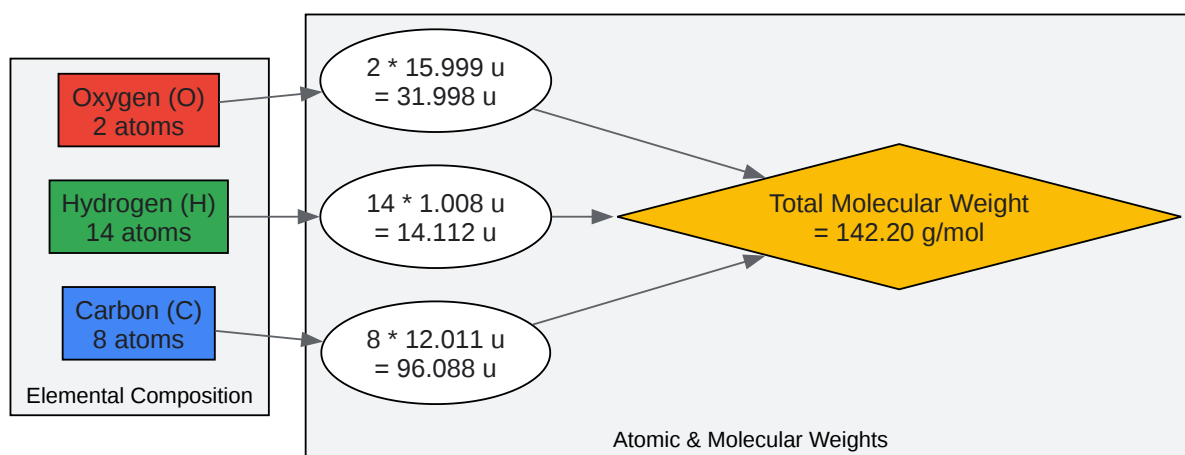 Oxygen (O)
2 atoms
2 * 15.999 u
= 31.998 u
Hydrogen (H)
14 atoms
14 * 1.008 u
= 14.112 u
Total Molecular Weight
= 142.20 g/mol
Carbon (C)
8 atoms
8 * 12.011 u
= 96.088 u
Elemental Composition
Atomic & Molecular Weights